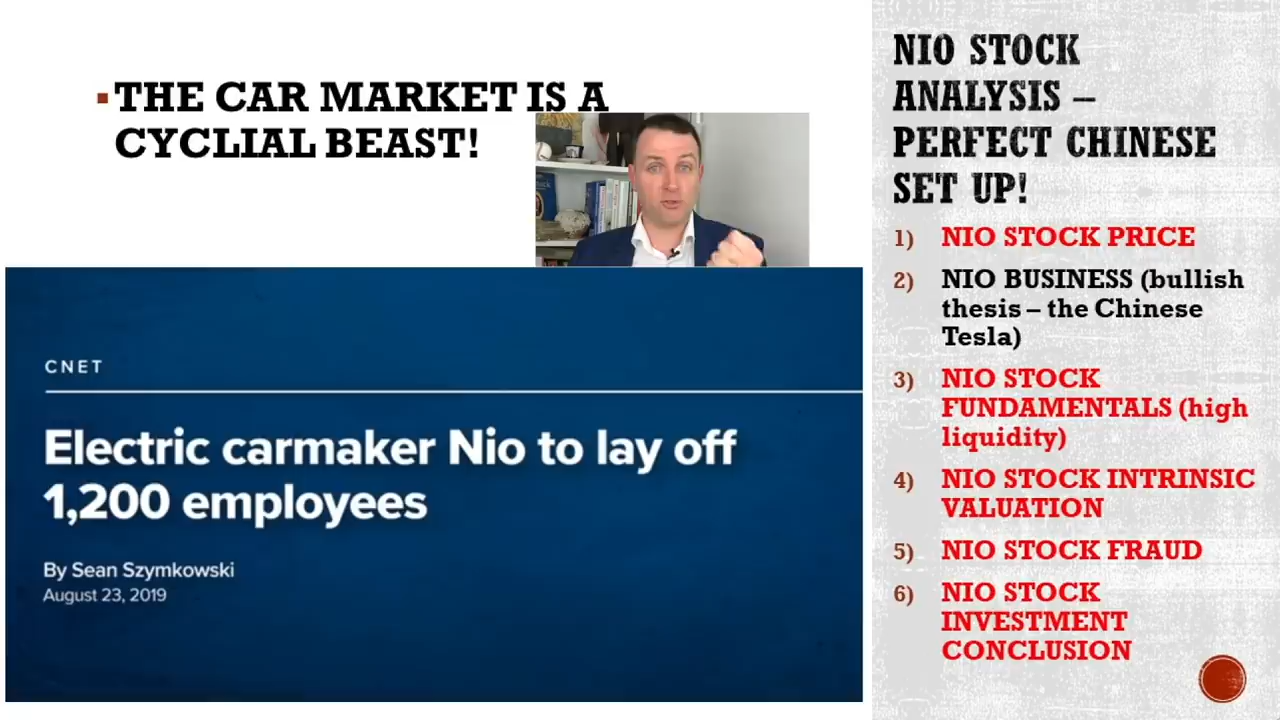 ▪THE CAR MARKET IS A
CYCLIAL BEAST!
CNET
Electric carmaker Nio to lay off
1,200 employees
By Sean Szymkowski
August 23, 2019
NIO STOCK
ANALYSIS –
PERFECT CHINESE
SET UP!
1) NIO STOCK PRICE
2) NIO BUSINESS (bullish
thesis – the Chinese
Tesla)
3) NIO STOCK
FUNDAMENTALS (high
liquidity)
4) NIO STOCK INTRINSIC
VALUATION
5) NIO STOCK FRAUD
6) NIO STOCK
INVESTMENT
CONCLUSION